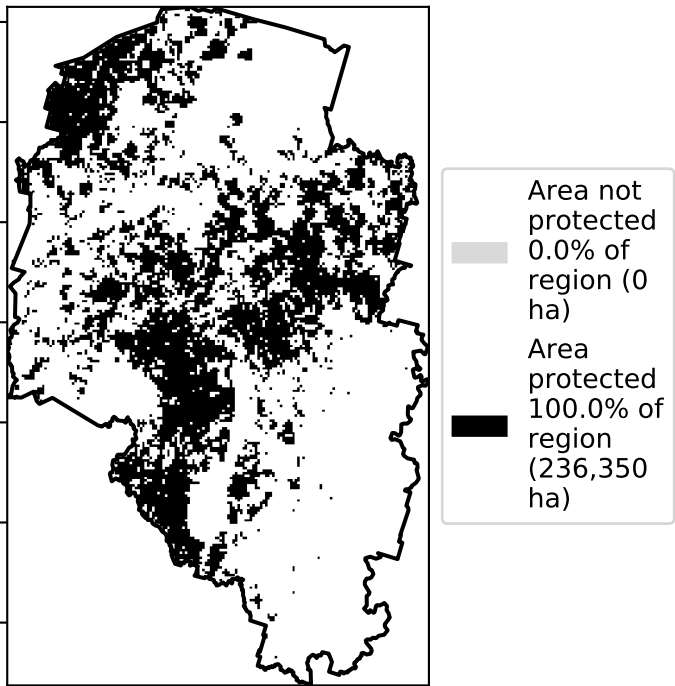 Area not
protected
0.0% of
region (0
ha)
Area
protected
100.0% of
region
(236,350
ha)